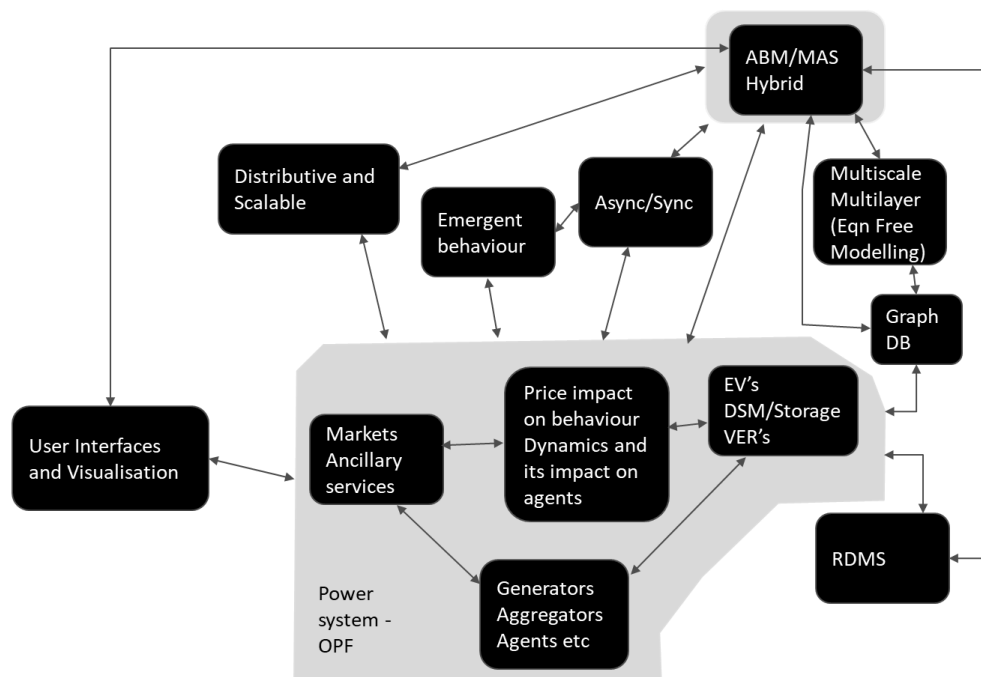 ABM/MAS
Hybrid
Distributive and
Scalable
Emergent
behaviour
Async/Sync
Multiscale
Multilayer
(Eqn Free
Modelling)
Graph
DB
User Interfaces
and Visualisation
Markets
Ancillary
services
Price impact
on behaviour
Dynamics and
its impact on
agents
EV's
DSM/Storage
VER's
RDMS
Generators
Aggregators
Agents etc
Power
system -
OPF